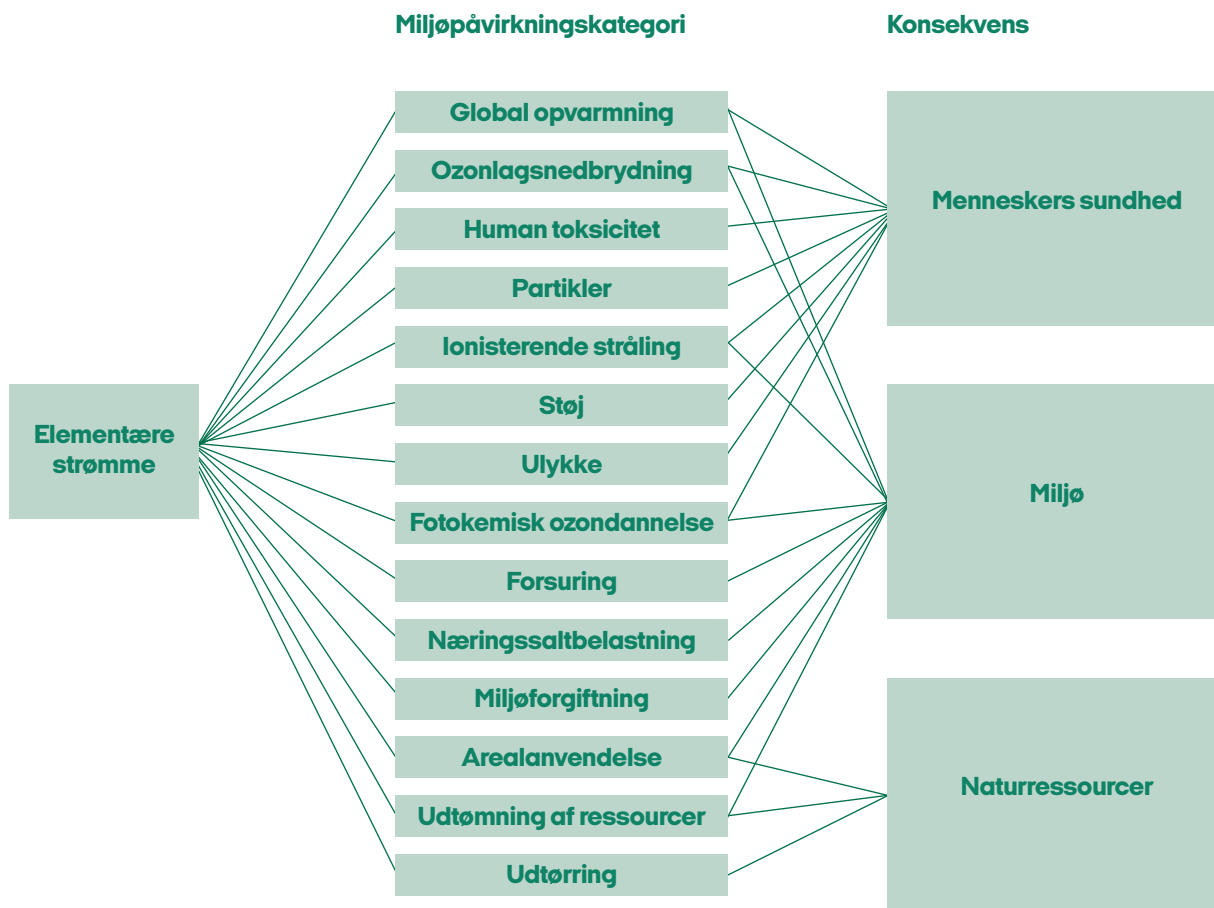 Miljøpåvirkningskategori
Konsekvens
Elementære
strømme
Global opvarmning
Ozonlagsnedbrydning
Human toksicitet
Partikler
Ionisterende stråling
Støj
Ulykke
Fotokemisk ozondannelse
Forsuring
Næringssaltbelastning
Miljøforgiftning
Arealanvendelse
Udtømning af ressourcer
Udtørring
Menneskers sundhed
Miljø
Naturressourcer